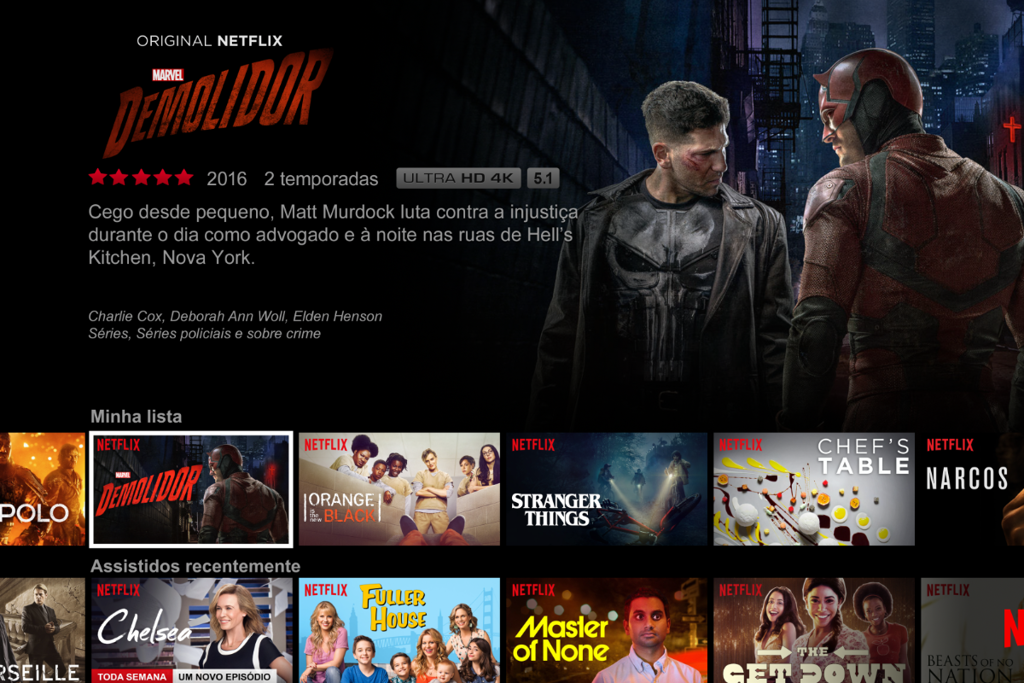 ORIGINAL NETFLIX
MARVEL
DEMOLIDOR
2016 2 temporadas ULTRA HD 4K 5.1
Cego desde pequeno, Matt Murdock luta contra a injustiça
durante o dia como advogado e à noite nas ruas de Hell's
Kitchen, Nova York.
Charlie Cox, Deborah Ann Woll, Elden Henson
Séries, Séries policiais e sobre crime
Minha lista
POLO
NETFLIX
MARVEL
DEMOLIDOR
NETFLIX
ORANGE
is the new BLACK
NETFLIX
STRANGER
THINGS
NETFLIX
CHEF'S
TABLE
NETFLIX
NARCOS
Assistidos recentemente
RSEILLE
NETFLIX
Chelsea
TODA SEMANA UM NOVO EPISÓDIO
NETFLIX
FULLER
HOUSE
NETFLIX
Master
of None
NETFLIX
THE
GET DOWN
NETFLIX
N
BEASTS OF NO
NATION